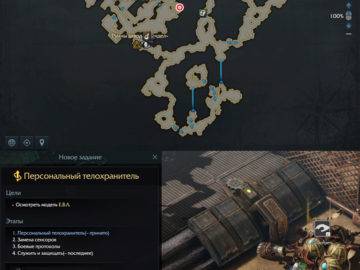 100%
Новое задание
Персональный телохранитель
Цели
• Осмотреть модель Е.В.А.
Этапы
1. Персональный телохранитель(- принято)
2. Замена сенсоров
3. Боевые протоколы
4. Служить и защищать(- последнее)